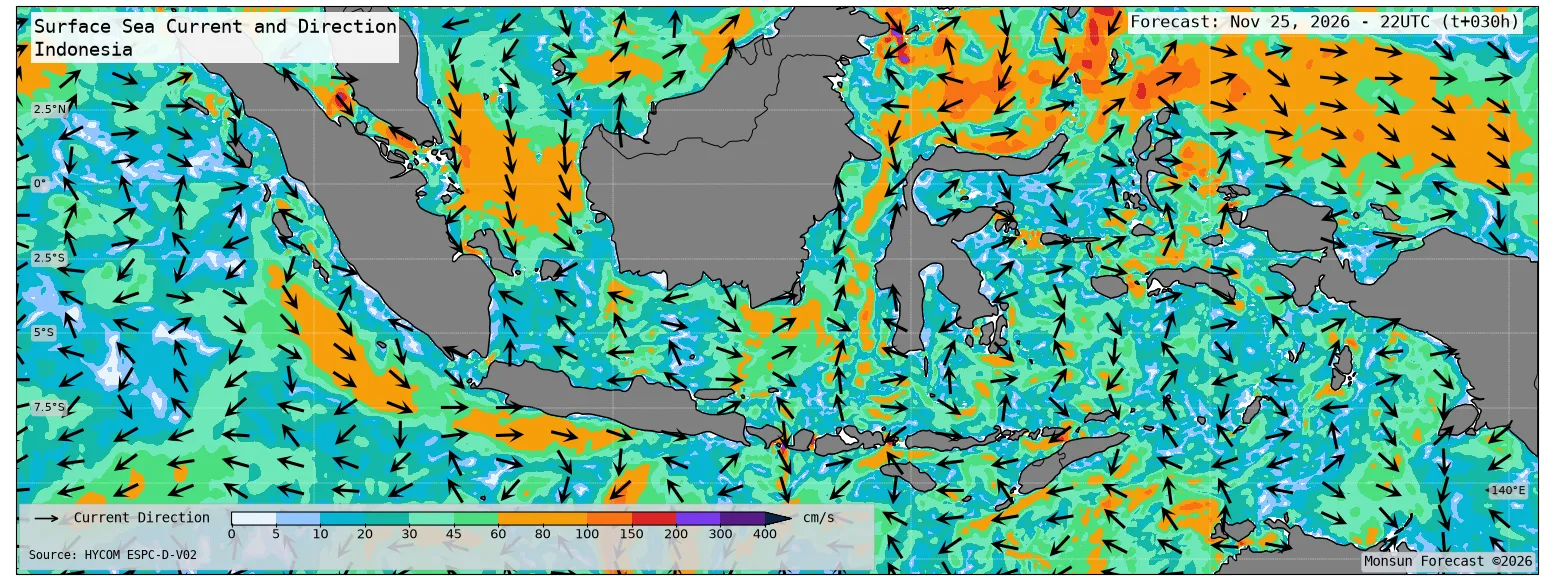 Surface Sea Current and Direction
Indonesia
Forecast: Nov 25, 2026 - 22UTC (t+030h)
2.5°N
0°
2.5°S
5°S
7.5°S
140°E
Current Direction
0 5 10 20 30 45 60 80 100 150 200 300 400 cm/s
Source: HYCOM ESPC-D-V02
Monsun Forecast ©2026